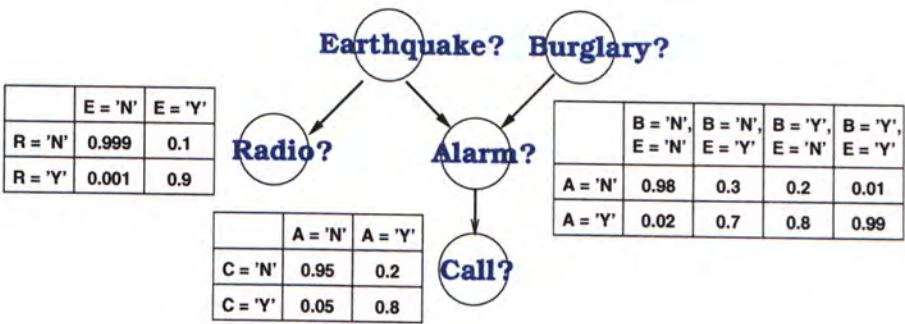 Earthquake? Burglary?
E = 'N' E = 'Y'
R = 'N' 0.999 0.1
R = 'Y' 0.001 0.9
Radio?
Alarm?
B = 'N', B = 'N', B = 'Y', B = 'Y',
E = 'N' E = 'Y' E = 'N' E = 'Y'
A = 'N' 0.98 0.3 0.2 0.01
A = 'Y' 0.02 0.7 0.8 0.99
A = 'N' A = 'Y'
C = 'N' 0.95 0.2
C = 'Y' 0.05 0.8
Call?